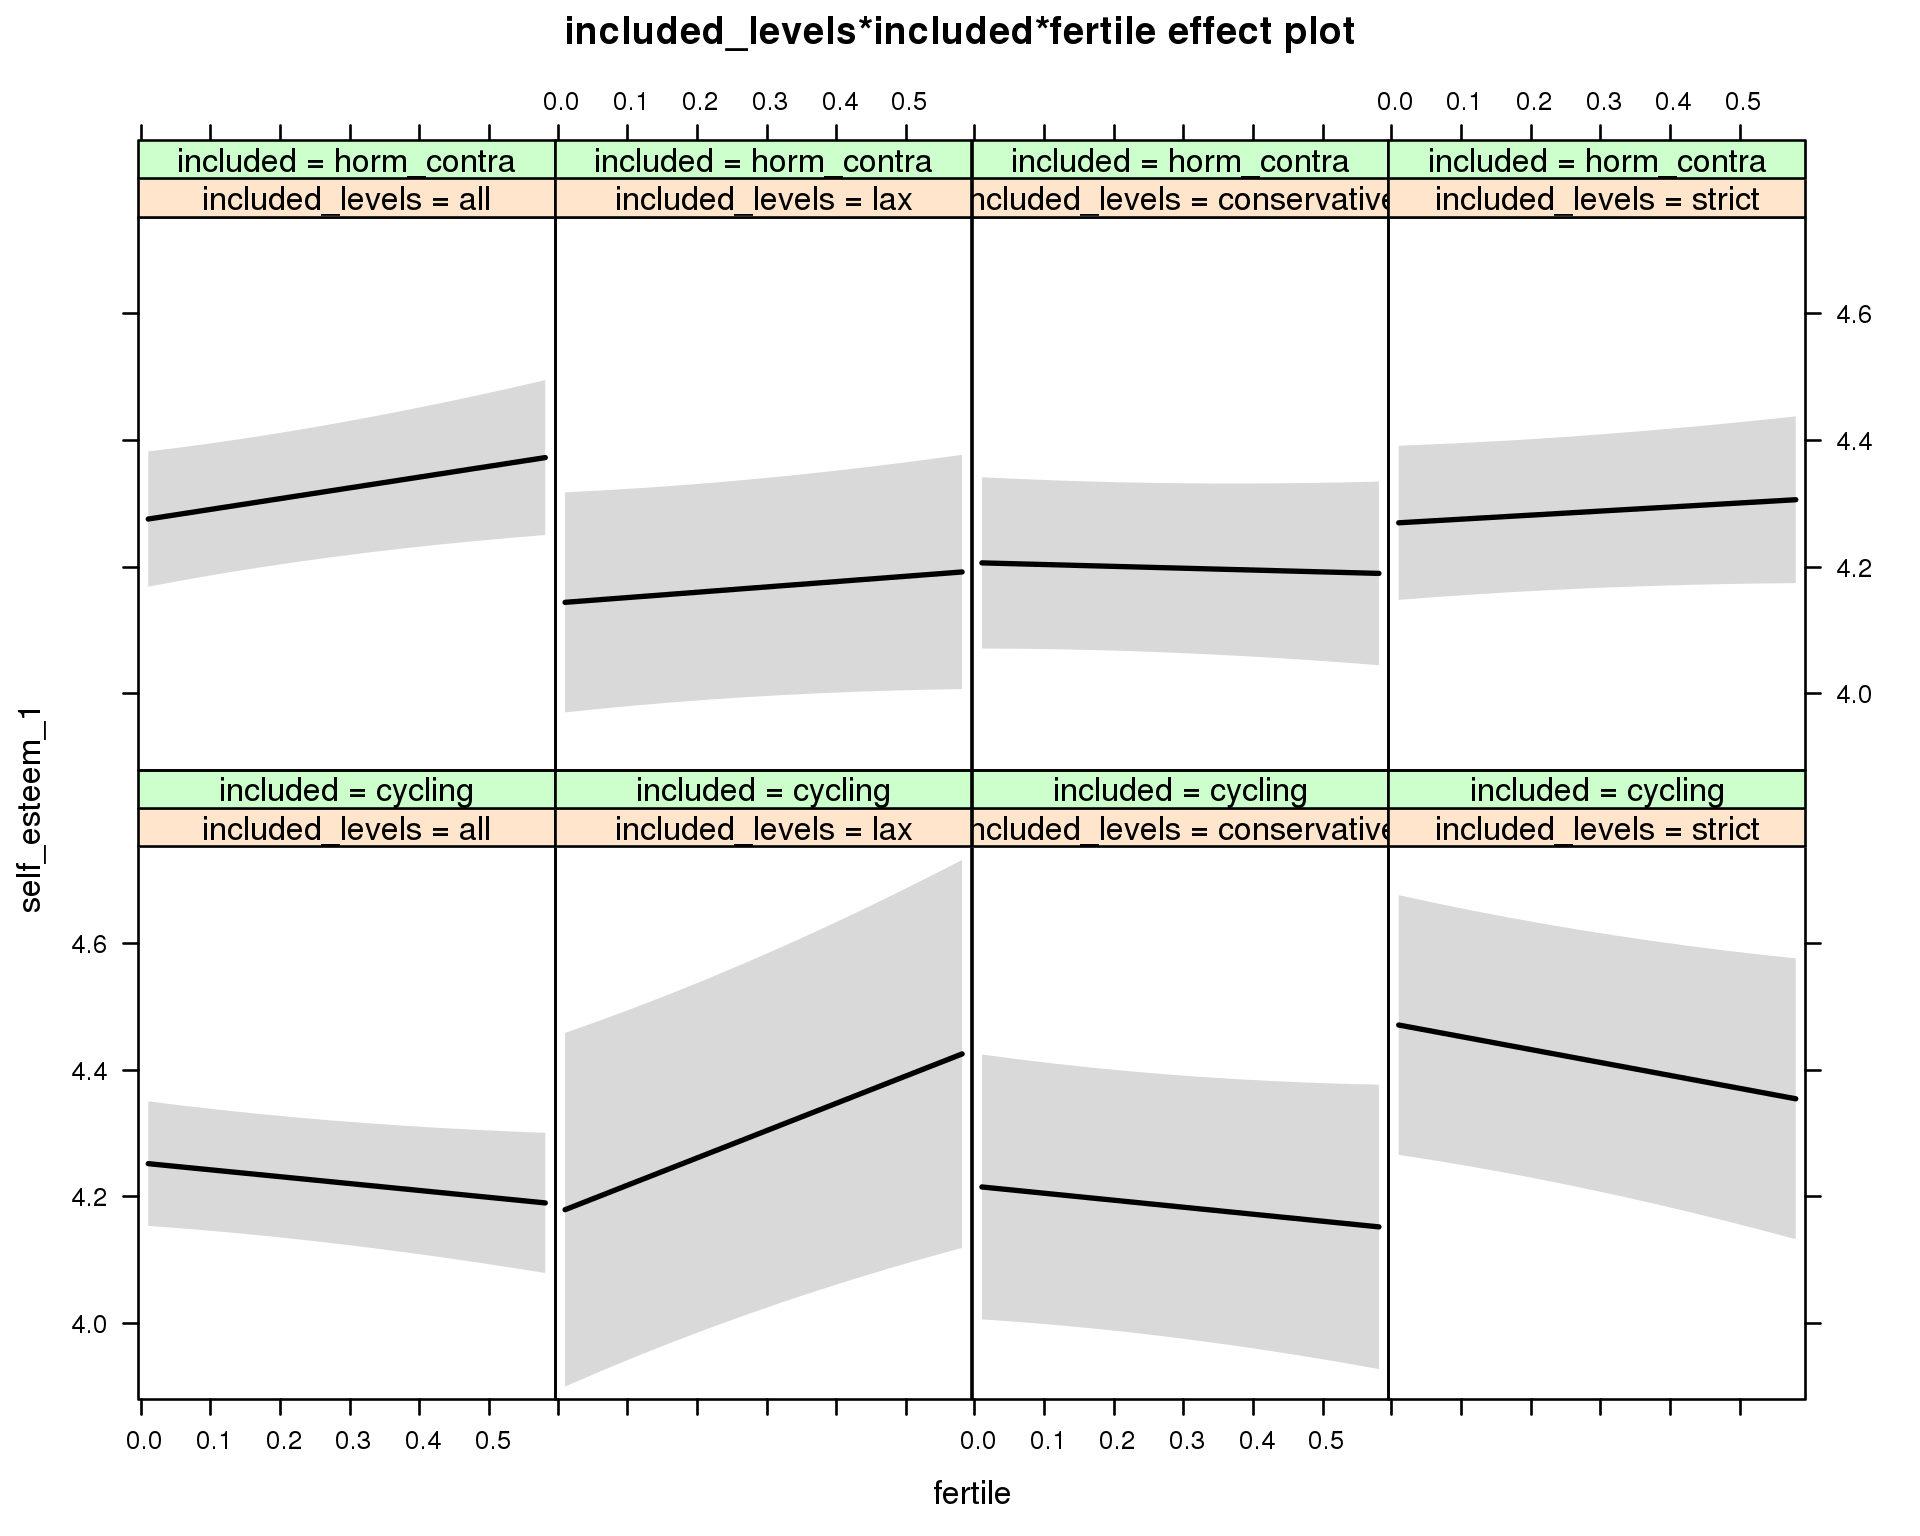 included_levels*included*fertile effect plot
0.0 0.1 0.2 0.3 0.4 0.5 0.0 0.1 0.2 0.3 0.4 0.5
included = horm_contra included = horm_contra included = horm_contra included = horm_contra
included_levels = all included_levels = lax ncluded_levels = conservative included_levels = strict
4.6
4.4
4.2
4.0
self_esteem_1
included = cycling included = cycling included = cycling included = cycling
included_levels = all included_levels = lax ncluded_levels = conservative included_levels = strict
4.6
4.4
4.2
4.0
0.0 0.1 0.2 0.3 0.4 0.5 0.0 0.1 0.2 0.3 0.4 0.5
fertile